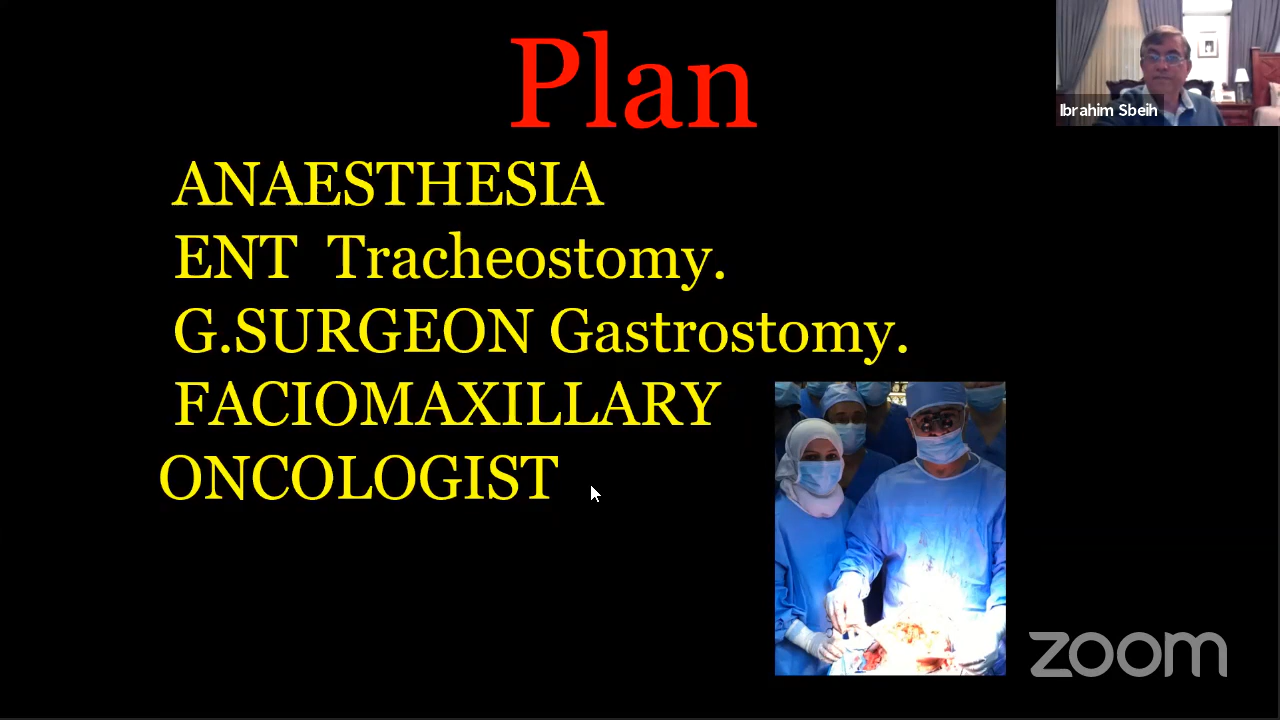 Plan
Ibrahim Sbeih
ANAESTHESIA
ENT Tracheostomy.
G.SURGEON Gastrostomy.
FACIOMAXILLARY
ONCOLOGIST
zoom